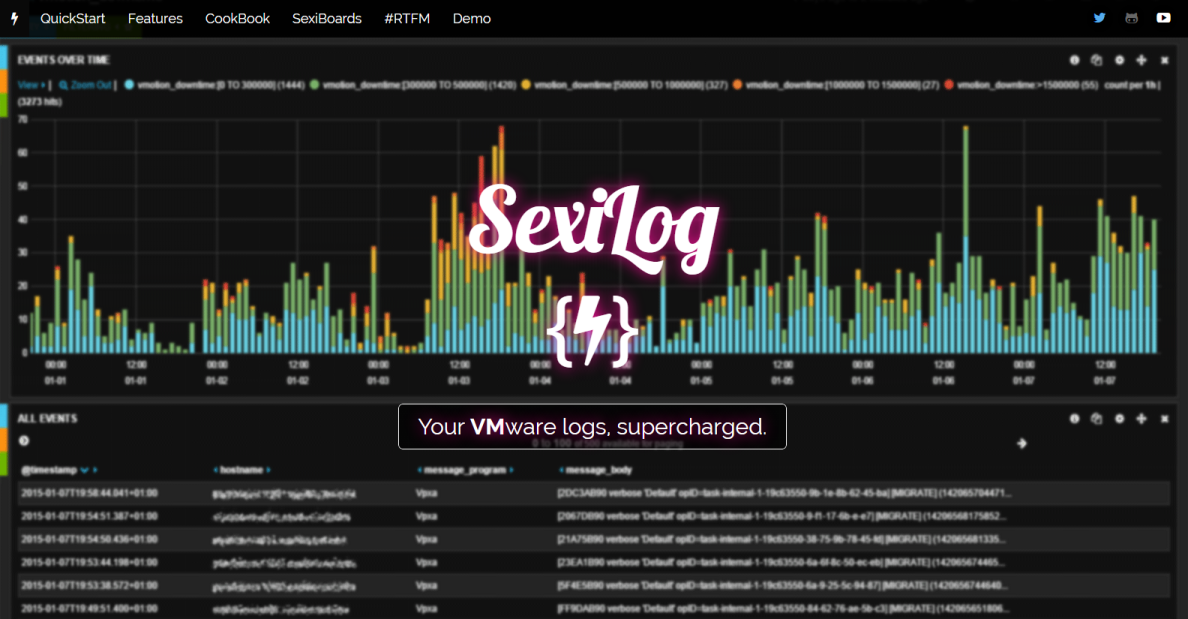 QuickStart Features CookBook SexiBoards #RTFM Demo
EVENTS OVER TIME
View | Zoom Out | vmotion_downtime:[0 TO 300000] (1444) vmotion_downtime:[300000 TO 500000] (1420) vmotion_downtime:[500000 TO 1000000] (327) vmotion_downtime:[1000000 TO 1500000] (27) vmotion_downtime:>1500000 (55) count per 1h |
(3273 hits)
70
60
50
40
30
20
10
0
00:00 12:00 00:00 12:00 00:00 12:00 00:00 12:00 00:00 12:00 00:00 12:00 00:00 12:00
01-01 01-01 01-02 01-02 01-03 01-03 01-04 01-04 01-05 01-05 01-06 01-06 01-07 01-07
SexiLog
{ }
Your VMware logs, supercharged.
ALL EVENTS
0 to 100 of 500 available for paging
@timestamp hostname message_program message_body
2015-01-07T19:58:44.041+01:00 Vpxa [2DC3AB90 verbose 'Default' opID=task-internal-1-19c63550-9b-1e-8b-62-45-ba] [MIGRATE] (142065704471...
2015-01-07T19:54:51.387+01:00 Vpxa [2067DB90 verbose 'Default' opID=task-internal-1-19c63550-9-f1-17-6b-e-e7] [MIGRATE] (14206568175852...
2015-01-07T19:54:50.436+01:00 Vpxa [21A75B90 verbose 'Default' opID=task-internal-1-19c63550-38-75-9b-78-45-fd] [MIGRATE] (142065681335...
2015-01-07T19:53:44.198+01:00 Vpxa [23EA1B90 verbose 'Default' opID=task-internal-1-19c63550-6a-6f-8c-50-ec-eb] [MIGRATE] (142065674465...
2015-01-07T19:53:38.572+01:00 Vpxa [5F4E5B90 verbose 'Default' opID=task-internal-1-19c63550-6a-9-25-5c-94-87] [MIGRATE] (1420656744640...
2015-01-07T19:49:51.400+01:00 Vpxa [FF9DAB90 verbose 'Default' opID=task-internal-1-19c63550-84-62-76-ae-5b-c3] [MIGRATE] (142065651806...